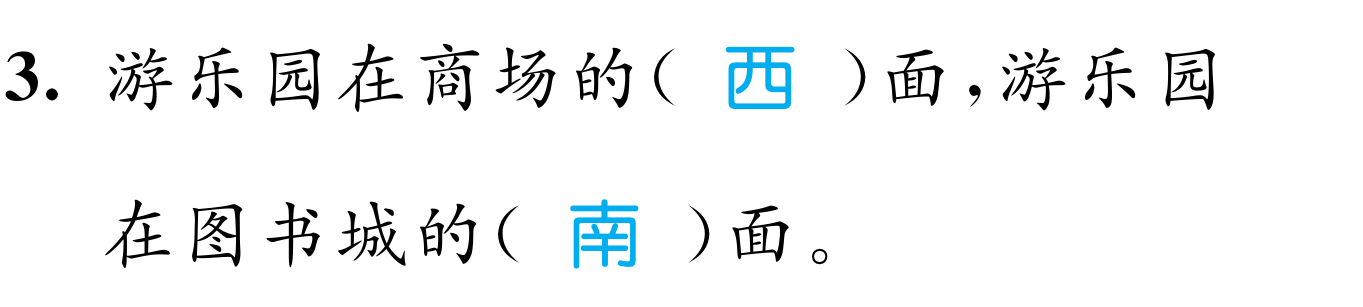 3. 游乐园在商场的( 西 )面,游乐园
在图书城的( 南 )面。